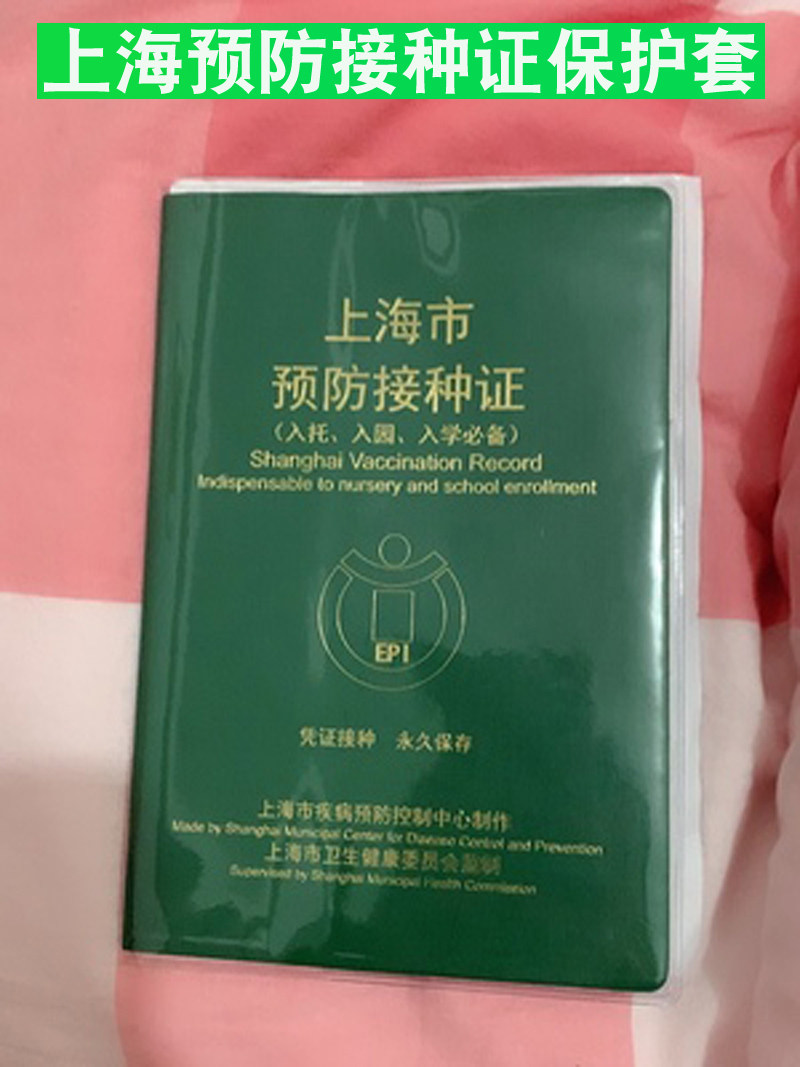 上海预防接种证保护套
上海市
预防接种证
（入托、入园、入学必备）
Shanghai Vaccination Record
Indispensable to nursery and school enrollment
EPI
凭证接种 永久保存
上海市疾病预防控制中心制作
Made by Shanghai Municipal Center for Disease Control and Prevention
上海市卫生健康委员会监制
Supervised by Shanghai Municipal Health Commission